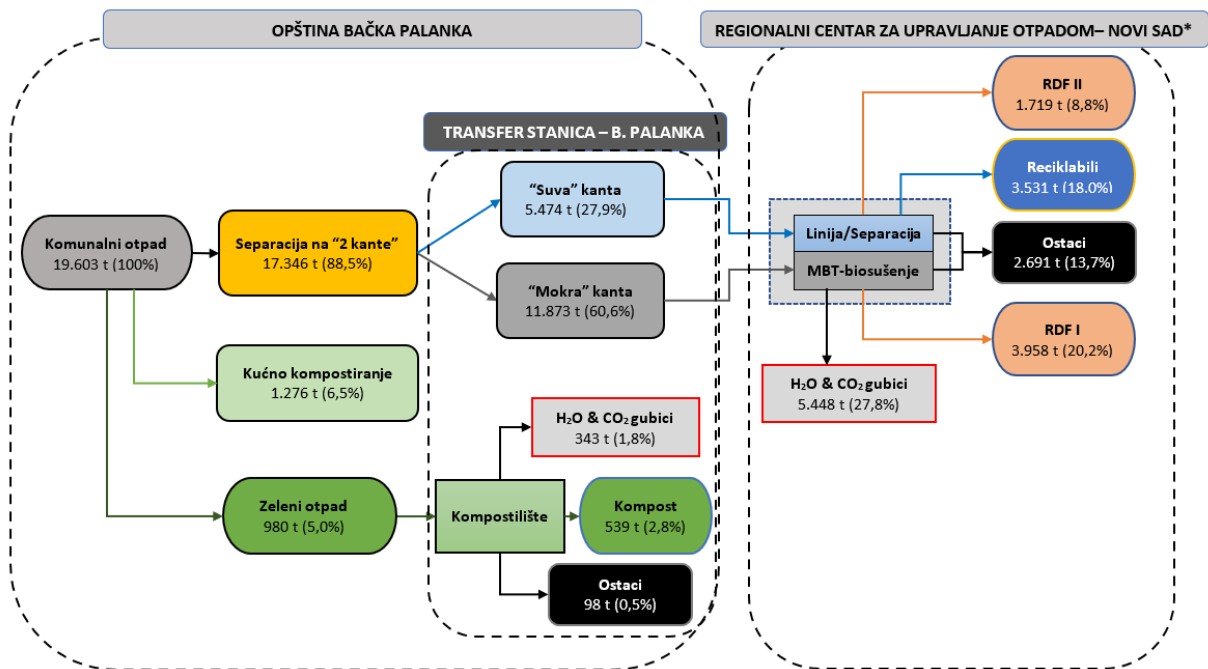 OPŠTINA BAČKA PALANKA
REGIONALNI CENTAR ZA UPRAVLJANJE OTPADOM– NOVI SAD*
TRANSFER STANICA – B. PALANKA
Komunalni otpad
19.603 t (100%)
Separacija na “2 kante”
17.346 t (88,5%)
Kućno kompostiranje
1.276 t (6,5%)
Zeleni otpad
980 t (5,0%)
“Suva” kanta
5.474 t (27,9%)
“Mokra” kanta
11.873 t (60,6%)
H₂O & CO₂ gubici
343 t (1,8%)
Kompostilište
Kompost
539 t (2,8%)
Ostaci
98 t (0,5%)
Linija/Separacija
MBT-biosušenje
H₂O & CO₂ gubici
5.448 t (27,8%)
RDF II
1.719 t (8,8%)
Reciklabili
3.531 t (18.0%)
Ostaci
2.691 t (13,7%)
RDF I
3.958 t (20,2%)